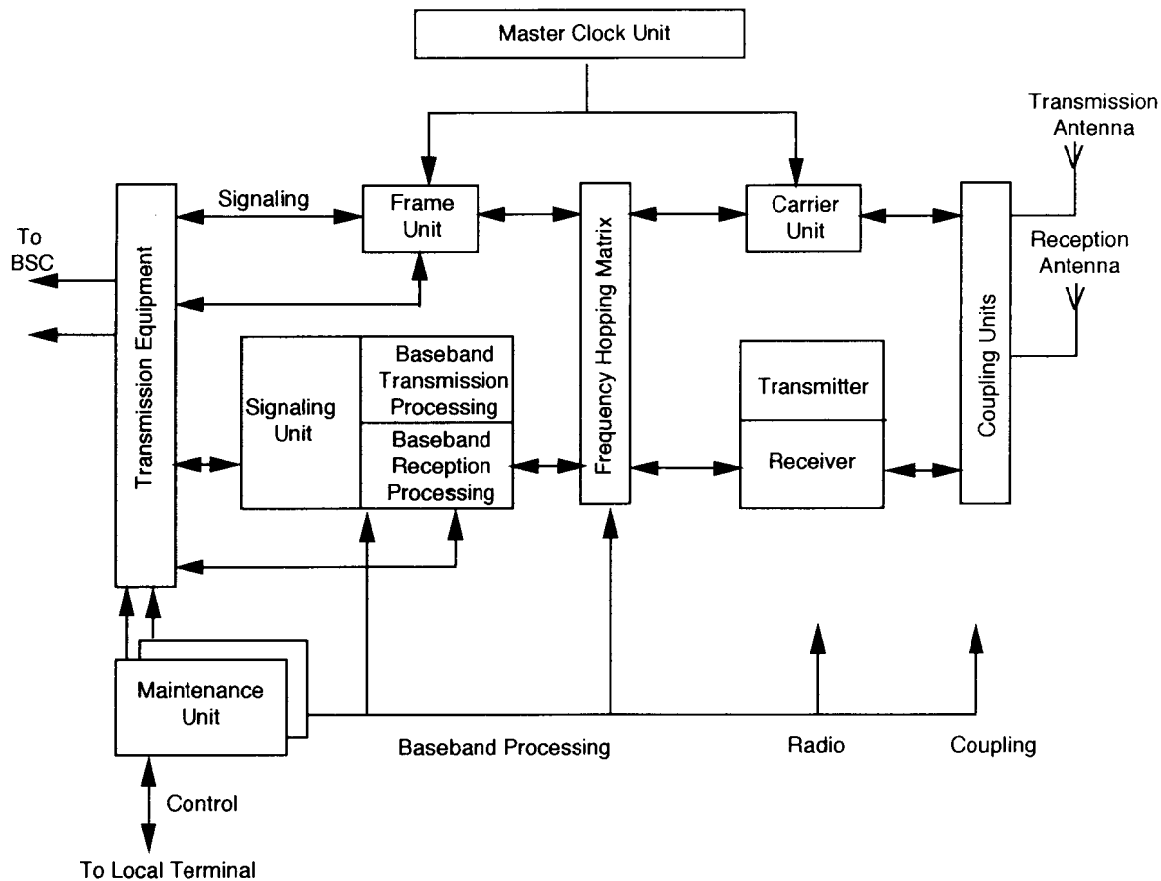 Master Clock Unit
Transmission
Antenna
Signaling
Frame
Unit
Carrier
Unit
To
BSC
Reception
Antenna
Transmission Equipment
Frequency Hopping Matrix
Coupling Units
Signaling
Unit
Baseband
Transmission
Processing
Baseband
Reception
Processing
Transmitter
Receiver
Maintenance
Unit
Baseband Processing
Radio
Coupling
Control
To Local Terminal